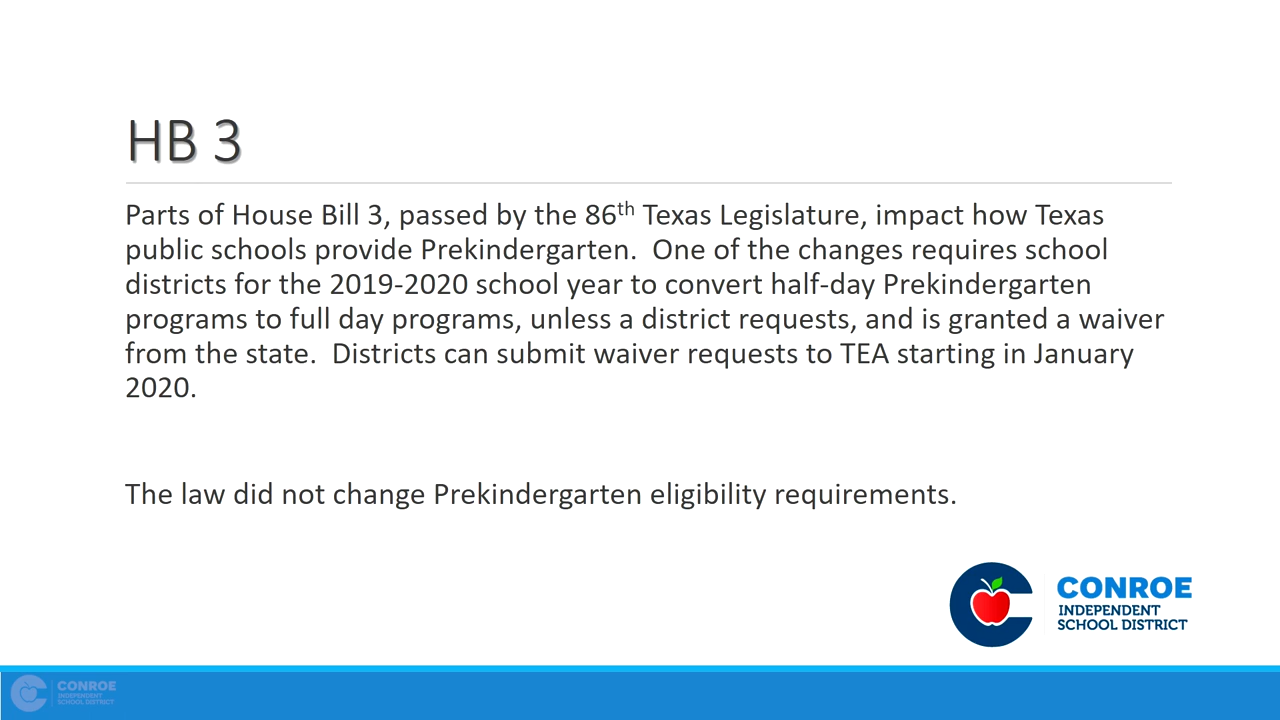 HB 3
Parts of House Bill 3, passed by the 86th Texas Legislature, impact how Texas
public schools provide Prekindergarten.  One of the changes requires school
districts for the 2019-2020 school year to convert half-day Prekindergarten
programs to full day programs, unless a district requests, and is granted a waiver
from the state.  Districts can submit waiver requests to TEA starting in January
2020.
The law did not change Prekindergarten eligibility requirements.
CONROE
INDEPENDENT
SCHOOL DISTRICT
CONROE
INDEPENDENT
SCHOOL DISTRICT